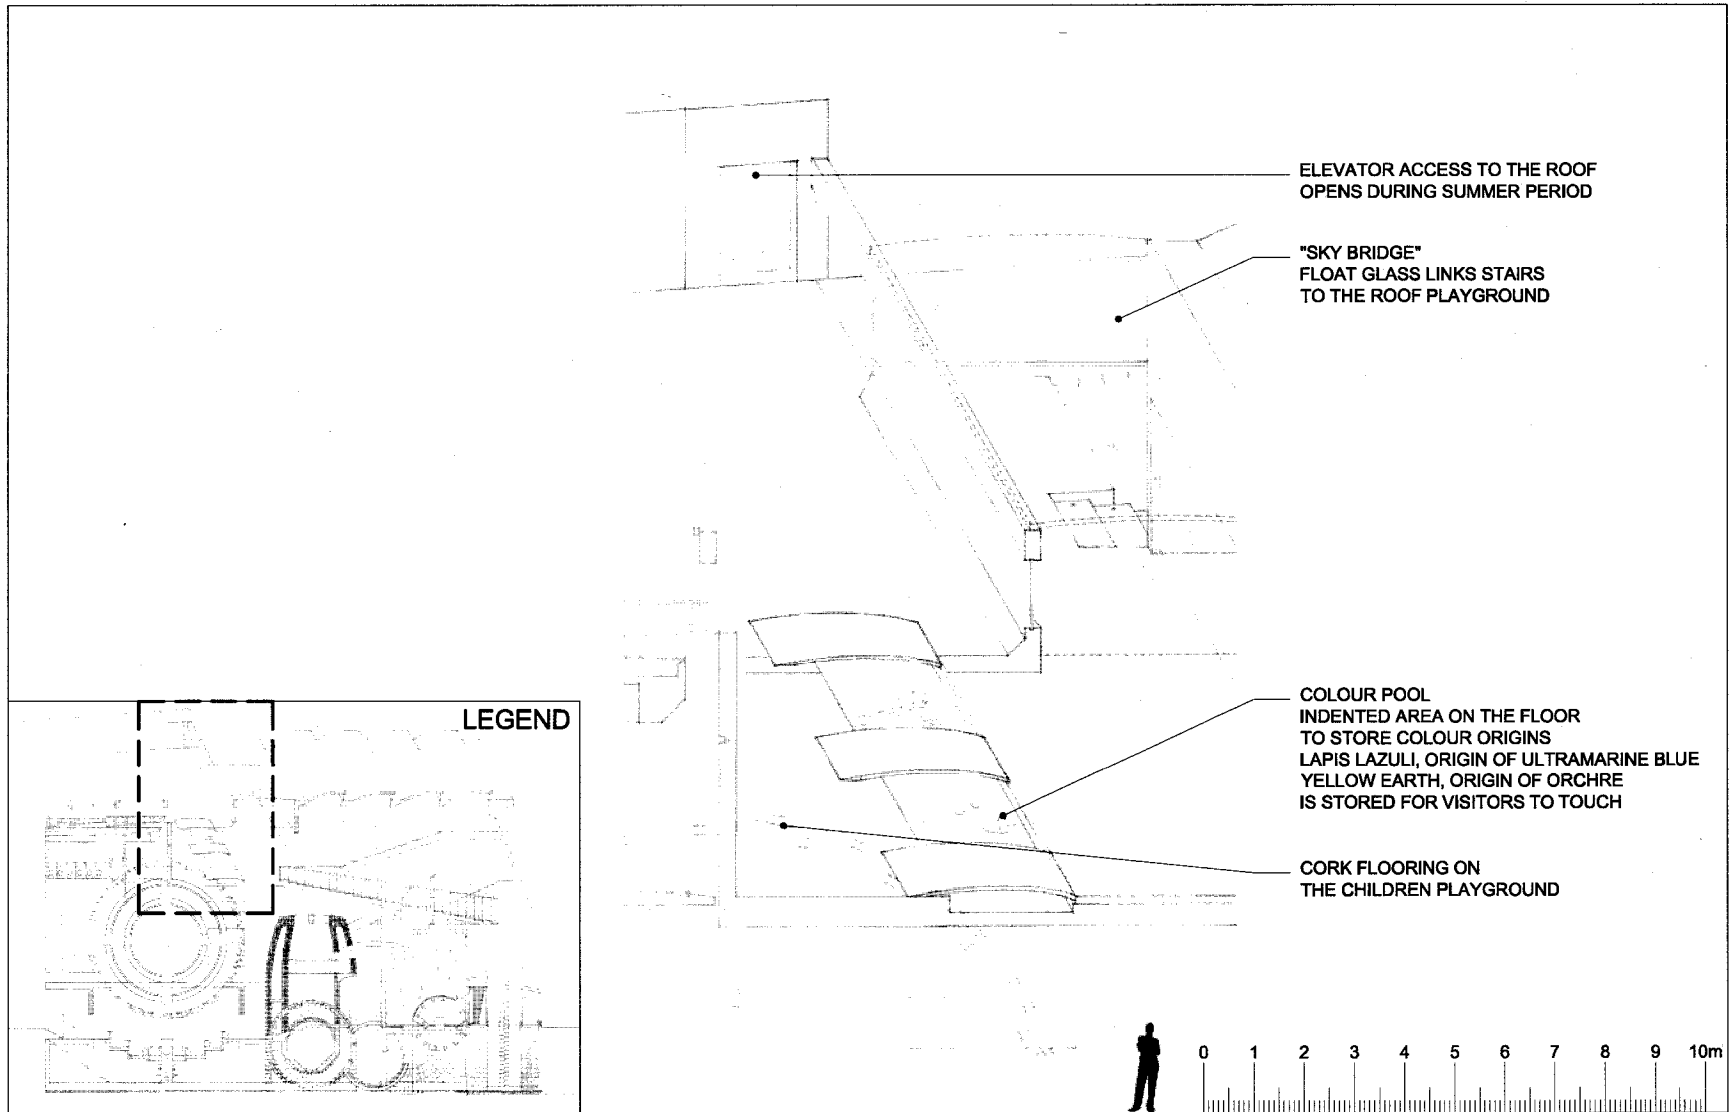 ELEVATOR ACCESS TO THE ROOF
OPENS DURING SUMMER PERIOD
"SKY BRIDGE"
FLOAT GLASS LINKS STAIRS
TO THE ROOF PLAYGROUND
COLOUR POOL
INDENTED AREA ON THE FLOOR
TO STORE COLOUR ORIGINS
LAPIS LAZULI, ORIGIN OF ULTRAMARINE BLUE
YELLOW EARTH, ORIGIN OF ORCHRE
IS STORED FOR VISITORS TO TOUCH
CORK FLOORING ON
THE CHILDREN PLAYGROUND
LEGEND
0 1 2 3 4 5 6 7 8 9 10m